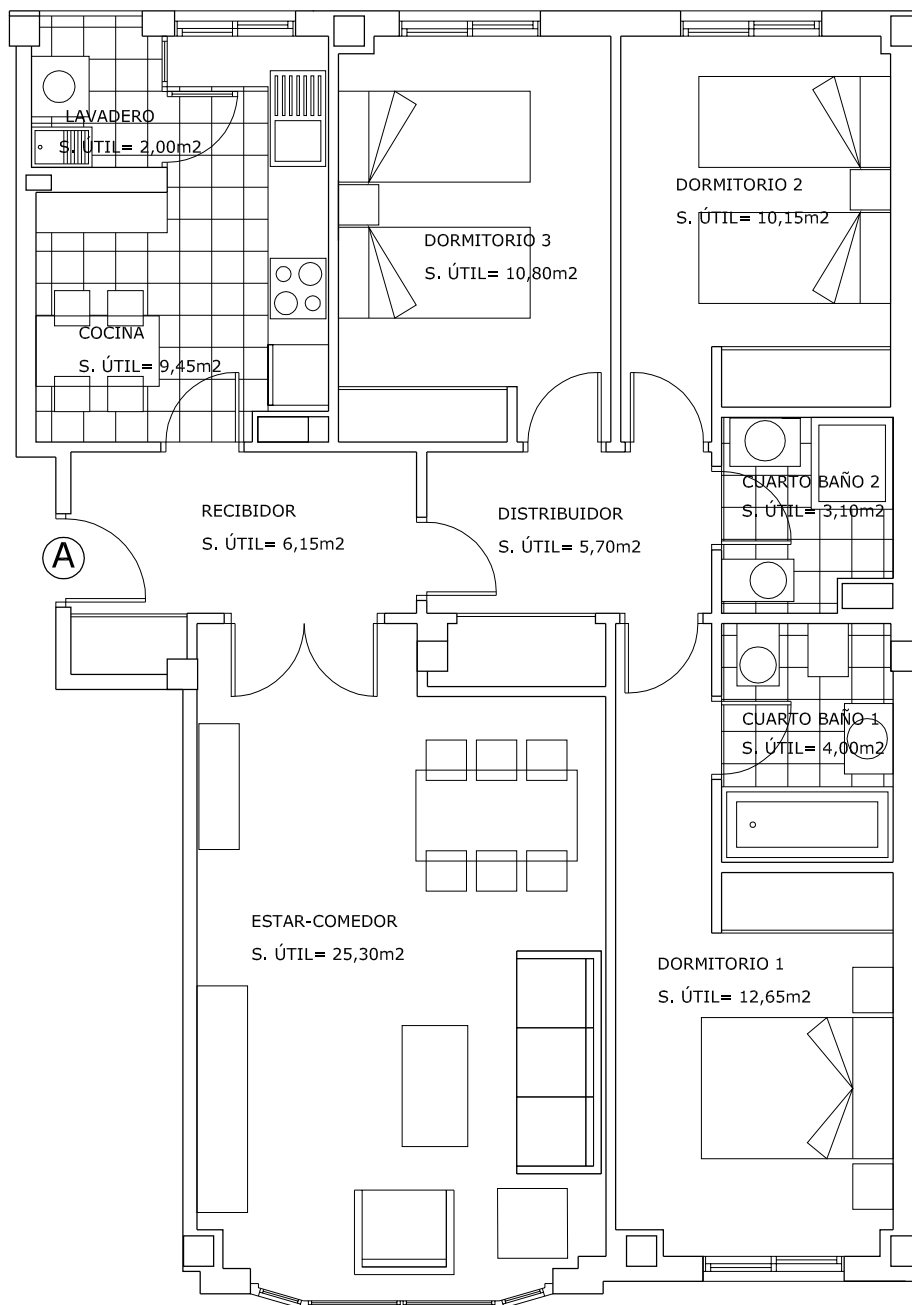 LAVADERO
S. ÚTIL= 2,00m2
DORMITORIO 2
S. ÚTIL= 10,15m2
DORMITORIO 3
S. ÚTIL= 10,80m2
COCINA
S. ÚTIL= 9,45m2
CUARTO BAÑO 2
S. ÚTIL= 3,10m2
RECIBIDOR
S. ÚTIL= 6,15m2
DISTRIBUIDOR
S. ÚTIL= 5,70m2
A
CUARTO BAÑO 1
S. ÚTIL= 4,00m2
ESTAR-COMEDOR
S. ÚTIL= 25,30m2
DORMITORIO 1
S. ÚTIL= 12,65m2